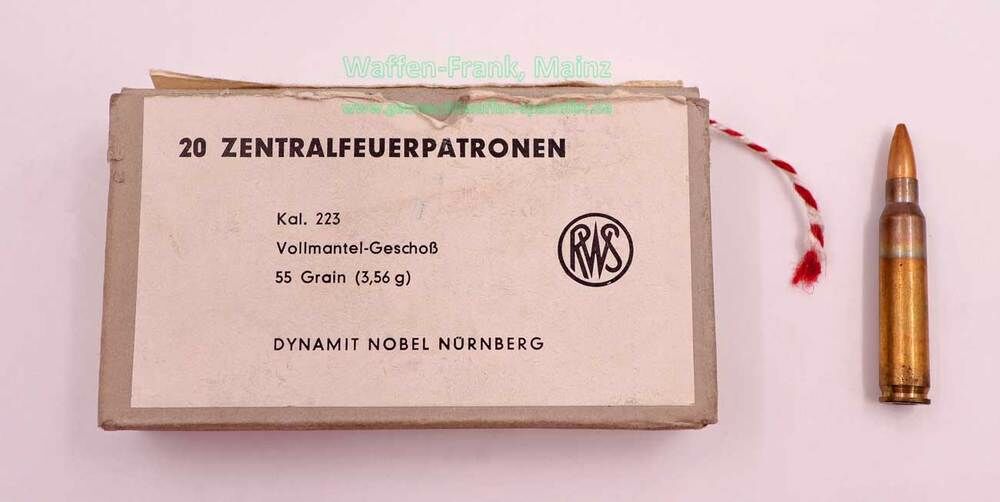 Waffen-Frank, Mainz
20 ZENTRALFEUERPATRONEN
Kal. 223
Vollmantel-Geschoß
55 Grain (3,56 g)
RWS
DYNAMIT NOBEL NÜRNBERG